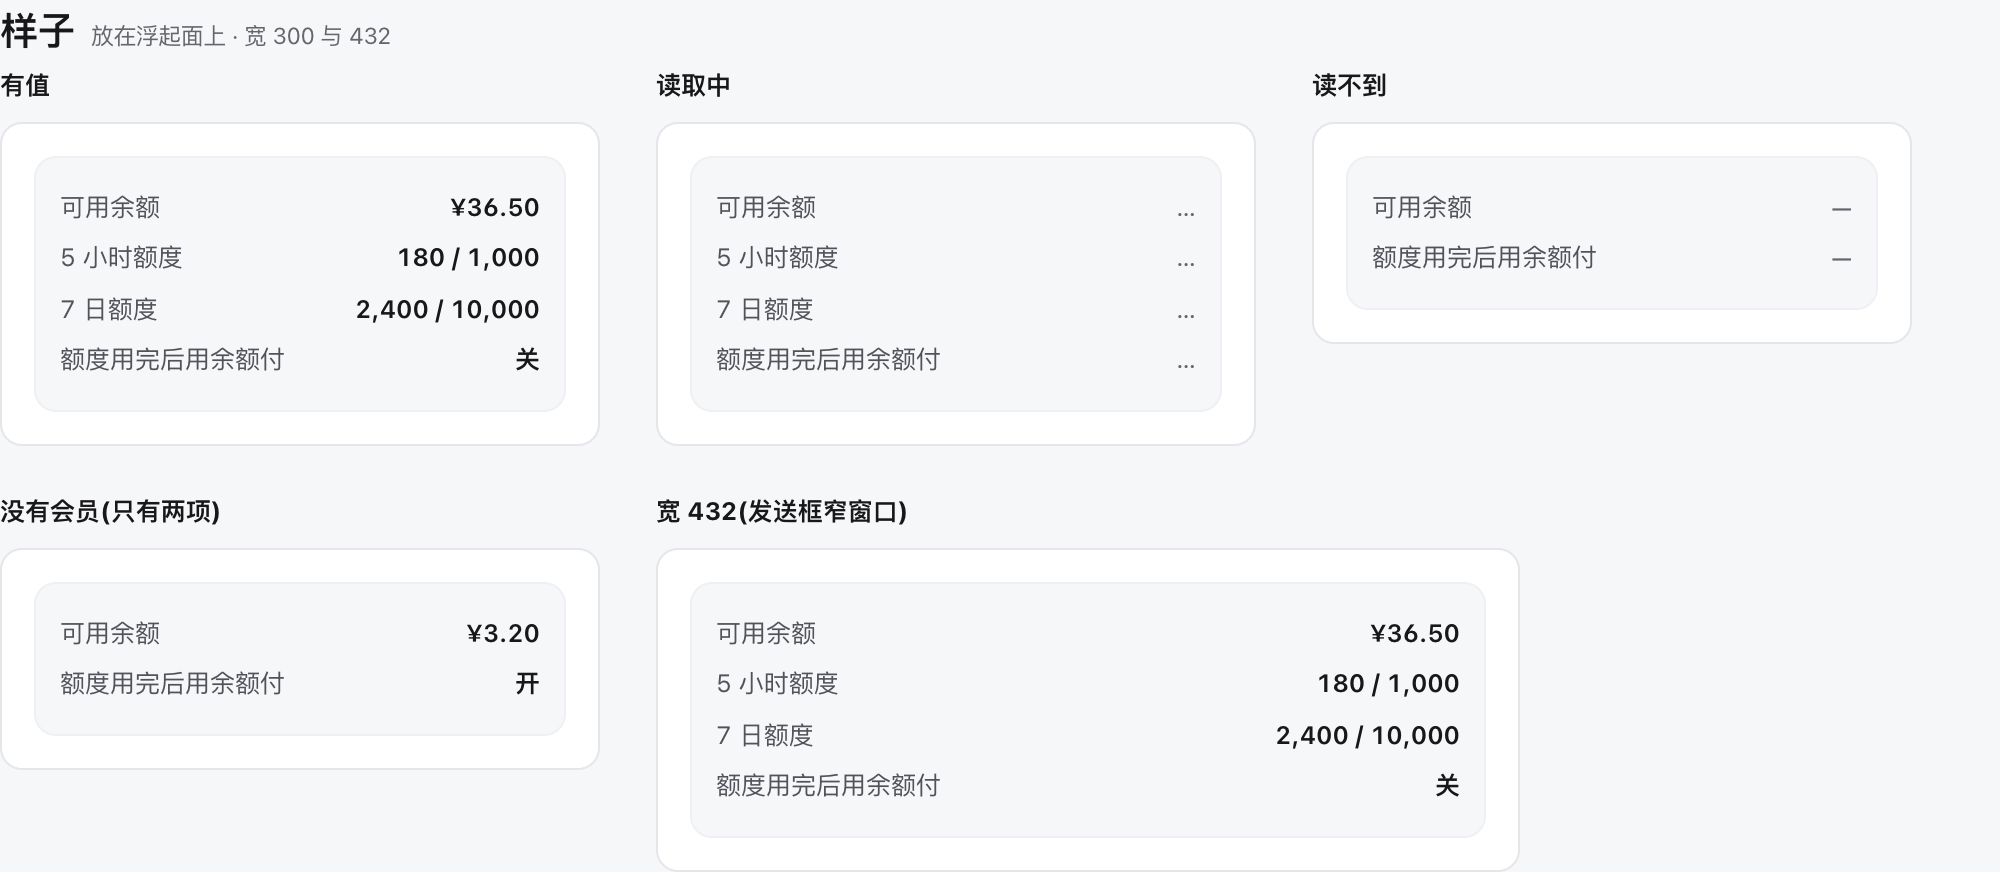 样子 放在浮起面上 · 宽 300 与 432
有值
可用余额 ¥36.50
5 小时额度 180 / 1,000
7 日额度 2,400 / 10,000
额度用完后用余额付 关
读取中
可用余额 …
5 小时额度 …
7 日额度 …
额度用完后用余额付 …
读不到
可用余额 —
额度用完后用余额付 —
没有会员(只有两项)
可用余额 ¥3.20
额度用完后用余额付 开
宽 432(发送框窄窗口)
可用余额 ¥36.50
5 小时额度 180 / 1,000
7 日额度 2,400 / 10,000
额度用完后用余额付 关